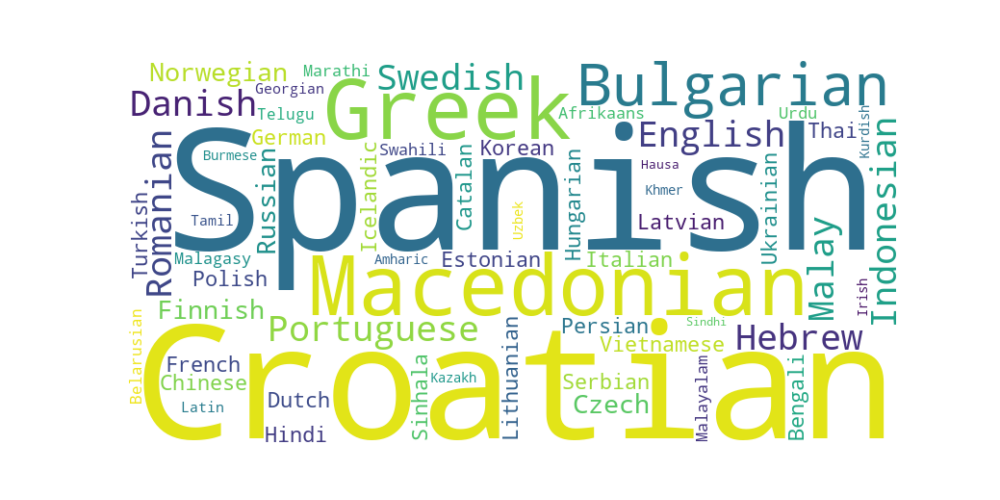 Norwegian
Marathi
Swedish
Bulgarian
Georgian
Danish
Greek
Telugu
Afrikaans
Urdu
German
English
Thai
Kurdish
Romanian
Spanish
Burmese
Swahili
Korean
Hausa
Russian
Icelandic
Catalan
Hungarian
Khmer
Ukrainian
Indonesian
Turkish
Tamil
Uzbek
Latvian
Malay
Malagasy
Amharic
Estonian
Italian
Polish
Macedonian
Irish
Finnish
Portuguese
Persian
Sindhi
Hebrew
Belarusian
Croatian
Lithuanian
Vietnamese
French
Chinese
Sinhala
Kazakh
Serbian
Malayalam
Bengali
Latin
Dutch
Czech
Hindi